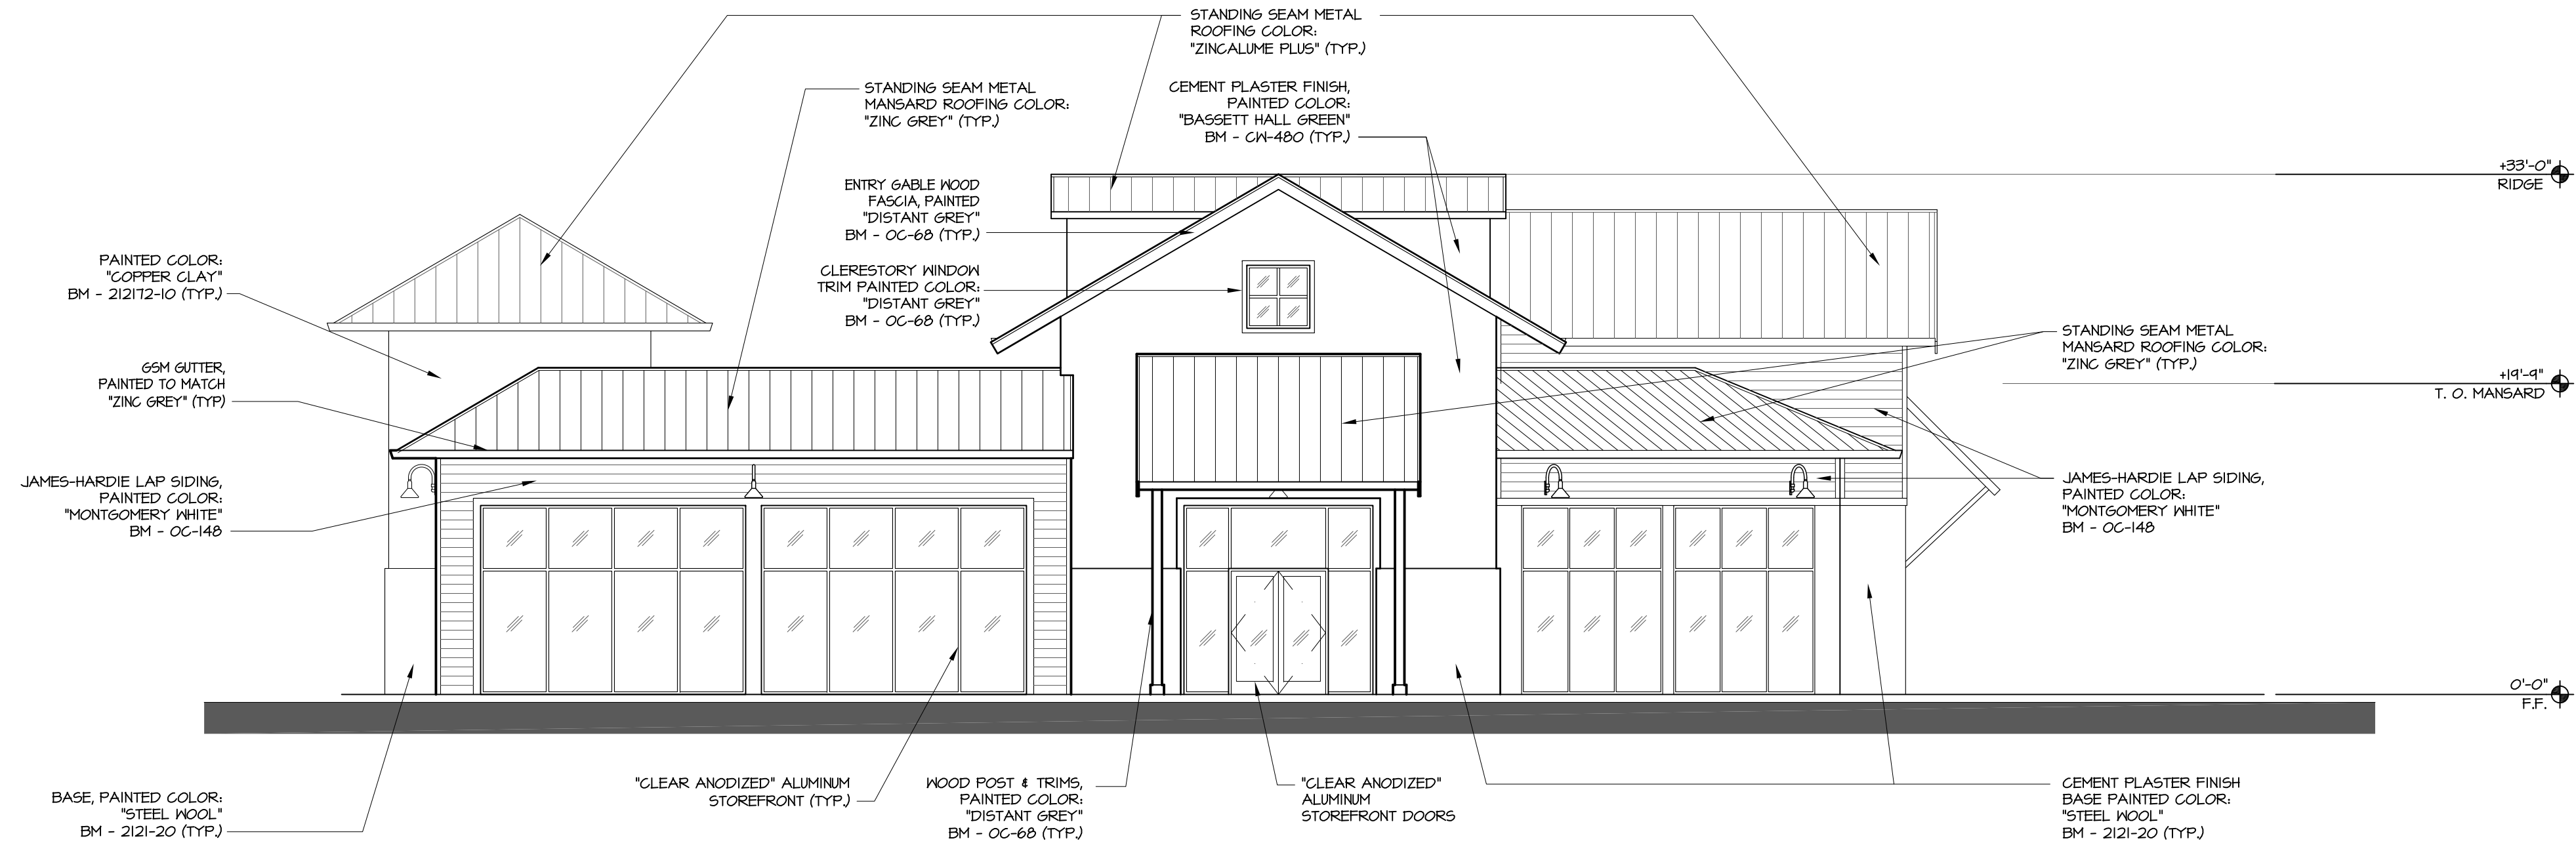 STANDING SEAM METAL
ROOFING COLOR:
"ZINCALUME PLUS" (TYP.)
STANDING SEAM METAL
MANSARD ROOFING COLOR:
"ZINC GREY" (TYP.)
CEMENT PLASTER FINISH,
PAINTED COLOR:
"BASSETT HALL GREEN"
BM - CW-480 (TYP.)
ENTRY GABLE WOOD
FASCIA, PAINTED
"DISTANT GREY"
BM - OC-68 (TYP.)
CLERESTORY WINDOW
TRIM PAINTED COLOR:
"DISTANT GREY"
BM - OC-68 (TYP.)
PAINTED COLOR:
"COPPER CLAY"
BM - 212172-10 (TYP.)
GSM GUTTER,
PAINTED TO MATCH
"ZINC GREY" (TYP)
JAMES-HARDIE LAP SIDING,
PAINTED COLOR:
"MONTGOMERY WHITE"
BM - OC-148
BASE, PAINTED COLOR:
"STEEL WOOL"
BM - 2121-20 (TYP.)
"CLEAR ANODIZED" ALUMINUM
STOREFRONT (TYP.)
WOOD POST & TRIMS,
PAINTED COLOR:
"DISTANT GREY"
BM - OC-68 (TYP.)
"CLEAR ANODIZED"
ALUMINUM
STOREFRONT DOORS
STANDING SEAM METAL
MANSARD ROOFING COLOR:
"ZINC GREY" (TYP.)
JAMES-HARDIE LAP SIDING,
PAINTED COLOR:
"MONTGOMERY WHITE"
BM - OC-148
CEMENT PLASTER FINISH
BASE PAINTED COLOR:
"STEEL WOOL"
BM - 2121-20 (TYP.)
+33'-0"
RIDGE
+19'-9"
T. O. MANSARD
0'-0"
F.F.